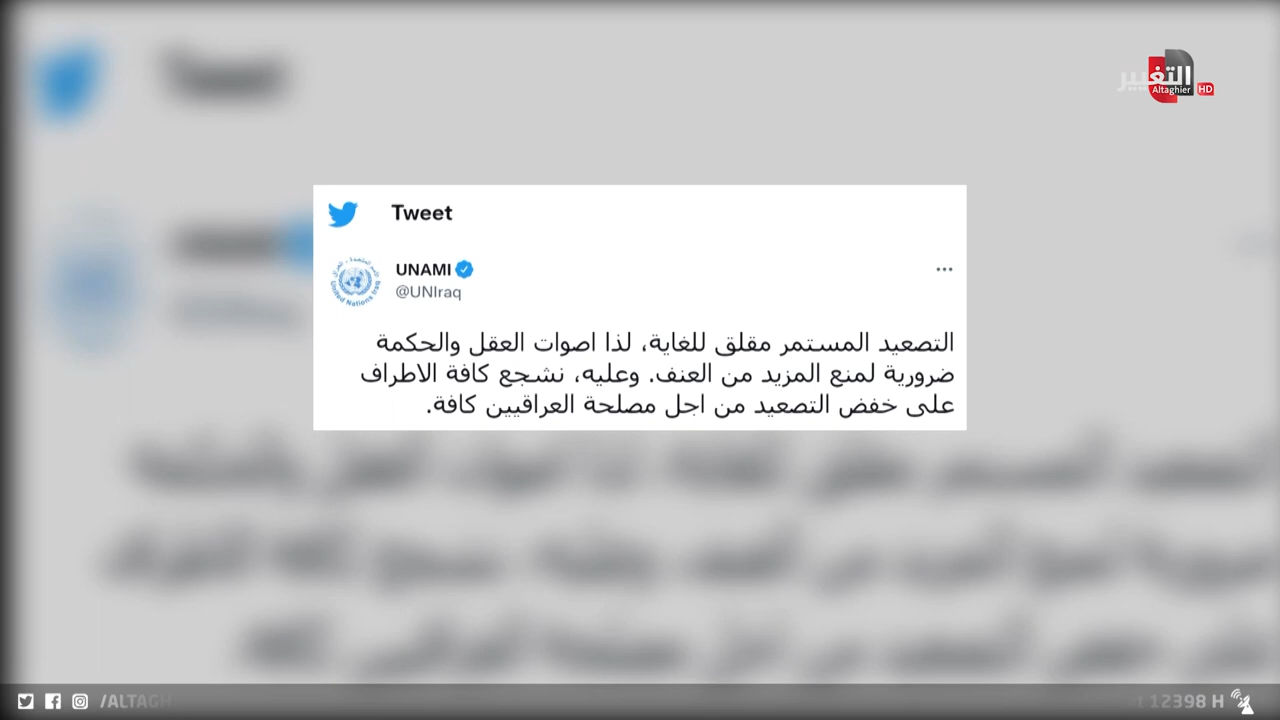 التغيير
Altaghier HD
Tweet
UNAMI
@UNIraq
التصعيد المستمر مقلق للغاية، لذا اصوات العقل والحكمة
ضرورية لمنع المزيد من العنف. وعليه، نشجع كافة الاطراف
على خفض التصعيد من اجل مصلحة العراقيين كافة.
/ALTAGH
12398 H